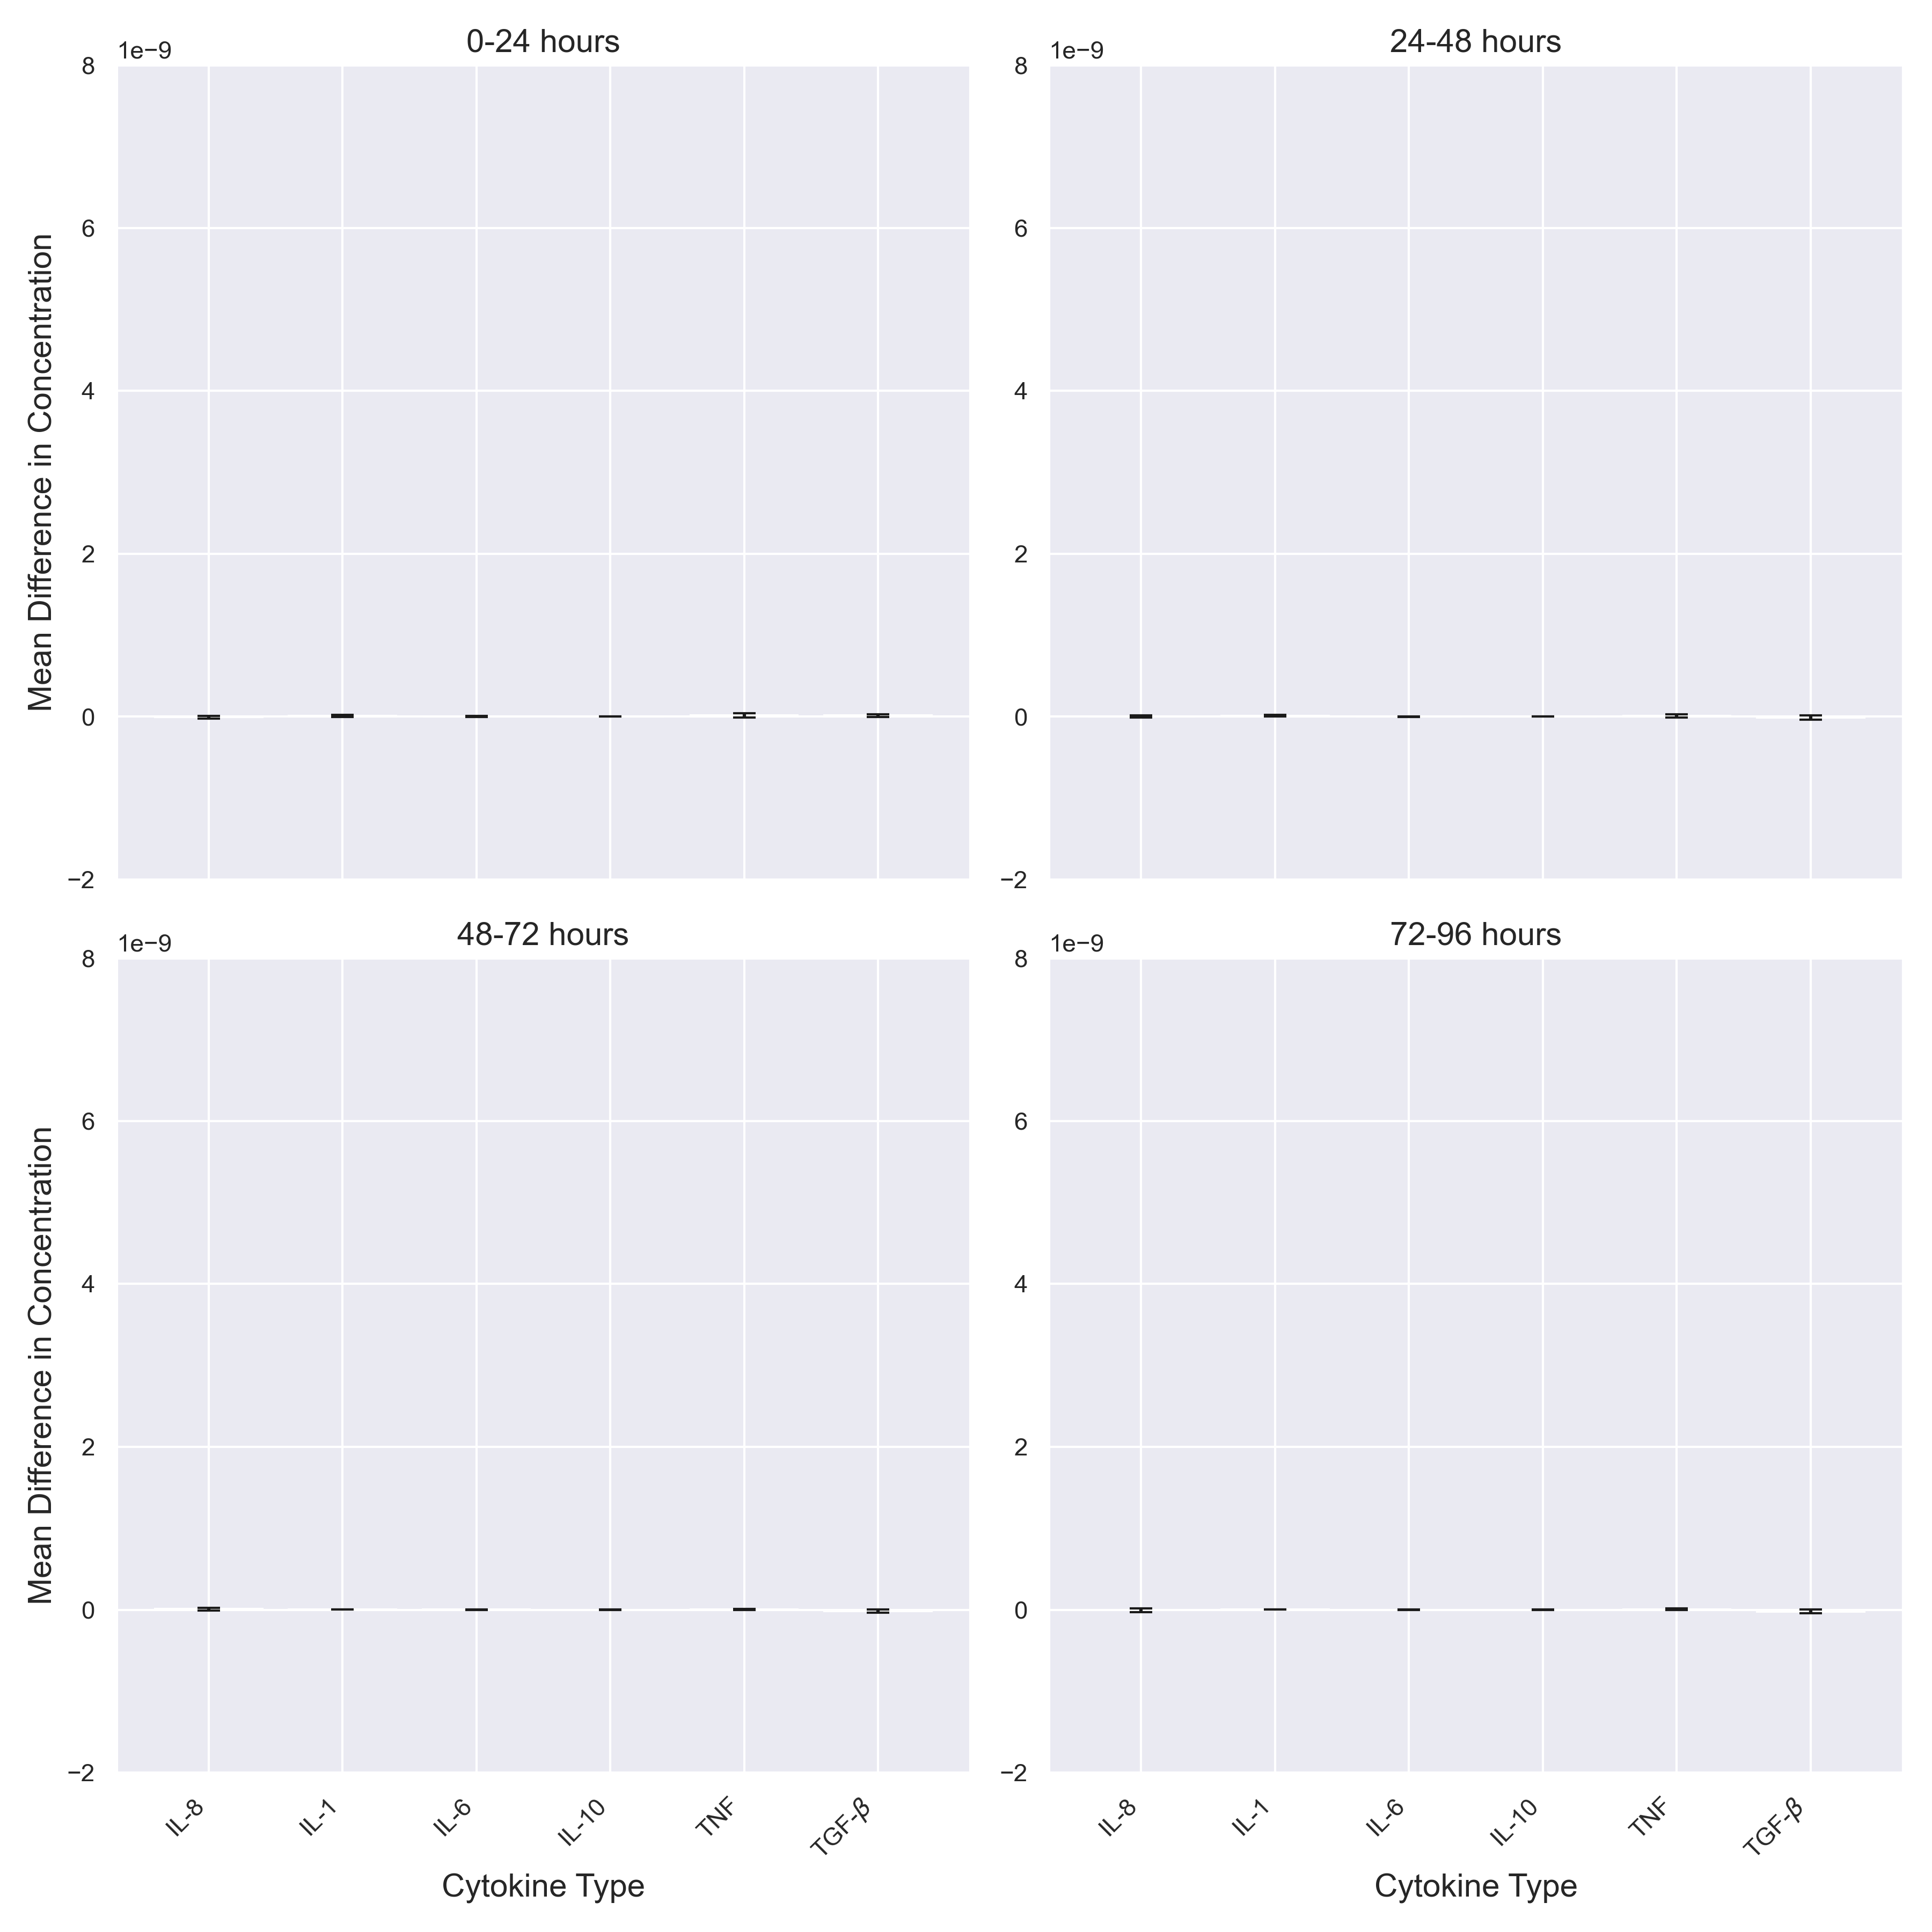 0-24 hours
1e−9
8
6
4
2
0
−2
Mean Difference in Concentration
24-48 hours
1e−9
8
6
4
2
0
−2
48-72 hours
1e−9
8
6
4
2
0
−2
Mean Difference in Concentration
IL-8
IL-1
IL-6
IL-10
TNF
TGF-β
Cytokine Type
72-96 hours
1e−9
8
6
4
2
0
−2
IL-8
IL-1
IL-6
IL-10
TNF
TGF-β
Cytokine Type